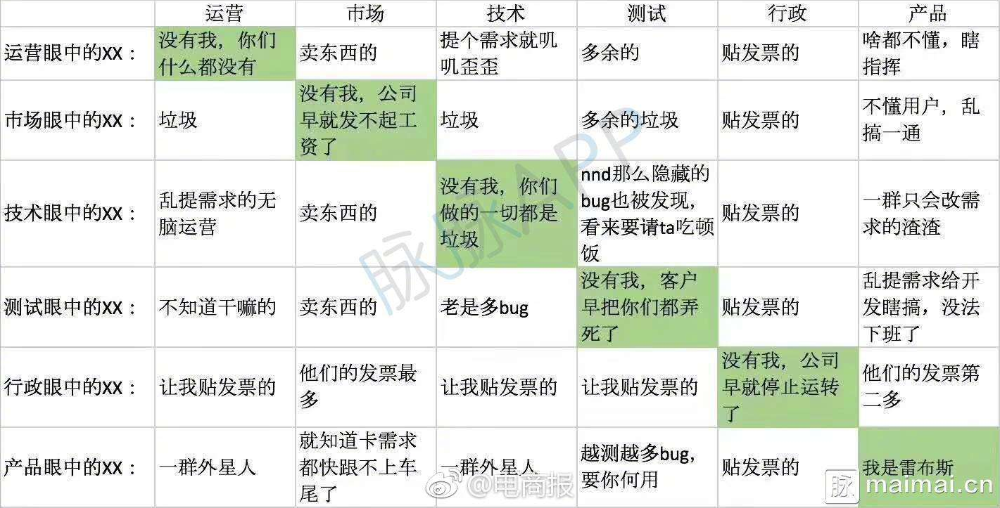 运营 市场 技术 测试 行政 产品
运营眼中的XX：
没有我，你们
什么都没有
卖东西的
提个需求就叽
叽歪歪
多余的
贴发票的
啥都不懂，瞎
指挥
市场眼中的XX：
垃圾
没有我，公司
早就发不起工
资了
垃圾
多余的垃圾
贴发票的
不懂用户，乱
搞一通
技术眼中的XX：
乱提需求的无
脑运营
卖东西的
没有我，你们
做的一切都是
垃圾
nnd那么隐藏的
bug也被发现，
看来要请ta吃顿
饭
贴发票的
一群只会改需
求的渣渣
测试眼中的XX：
不知道干嘛的
卖东西的
老是多bug
没有我，客户
早把你们都弄
死了
贴发票的
乱提需求给开
发瞎搞，没法
下班了
行政眼中的XX：
让我贴发票的
他们的发票最
多
让我贴发票的
让我贴发票的
没有我，公司
早就停止运转
了
他们的发票第
二多
产品眼中的XX：
一群外星人
就知道卡需求
都快跟不上车
尾了
一群外星人
越测越多bug，
要你何用
贴发票的
我是雷布斯
脉脉APP
@电商报
脉 maimai.cn